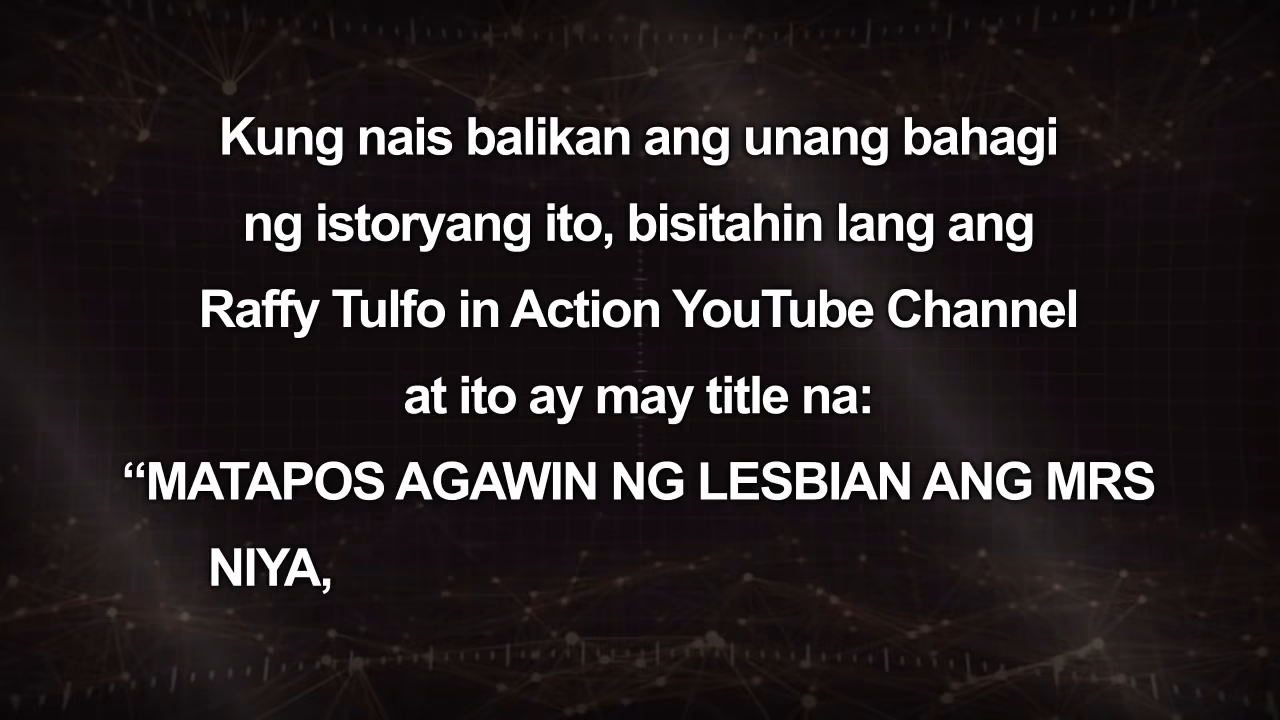 Kung nais balikan ang unang bahagi
ng istoryang ito, bisitahin lang ang
Raffy Tulfo in Action YouTube Channel
at ito ay may title na:
“MATAPOS AGAWIN NG LESBIAN ANG MRS
NIYA,